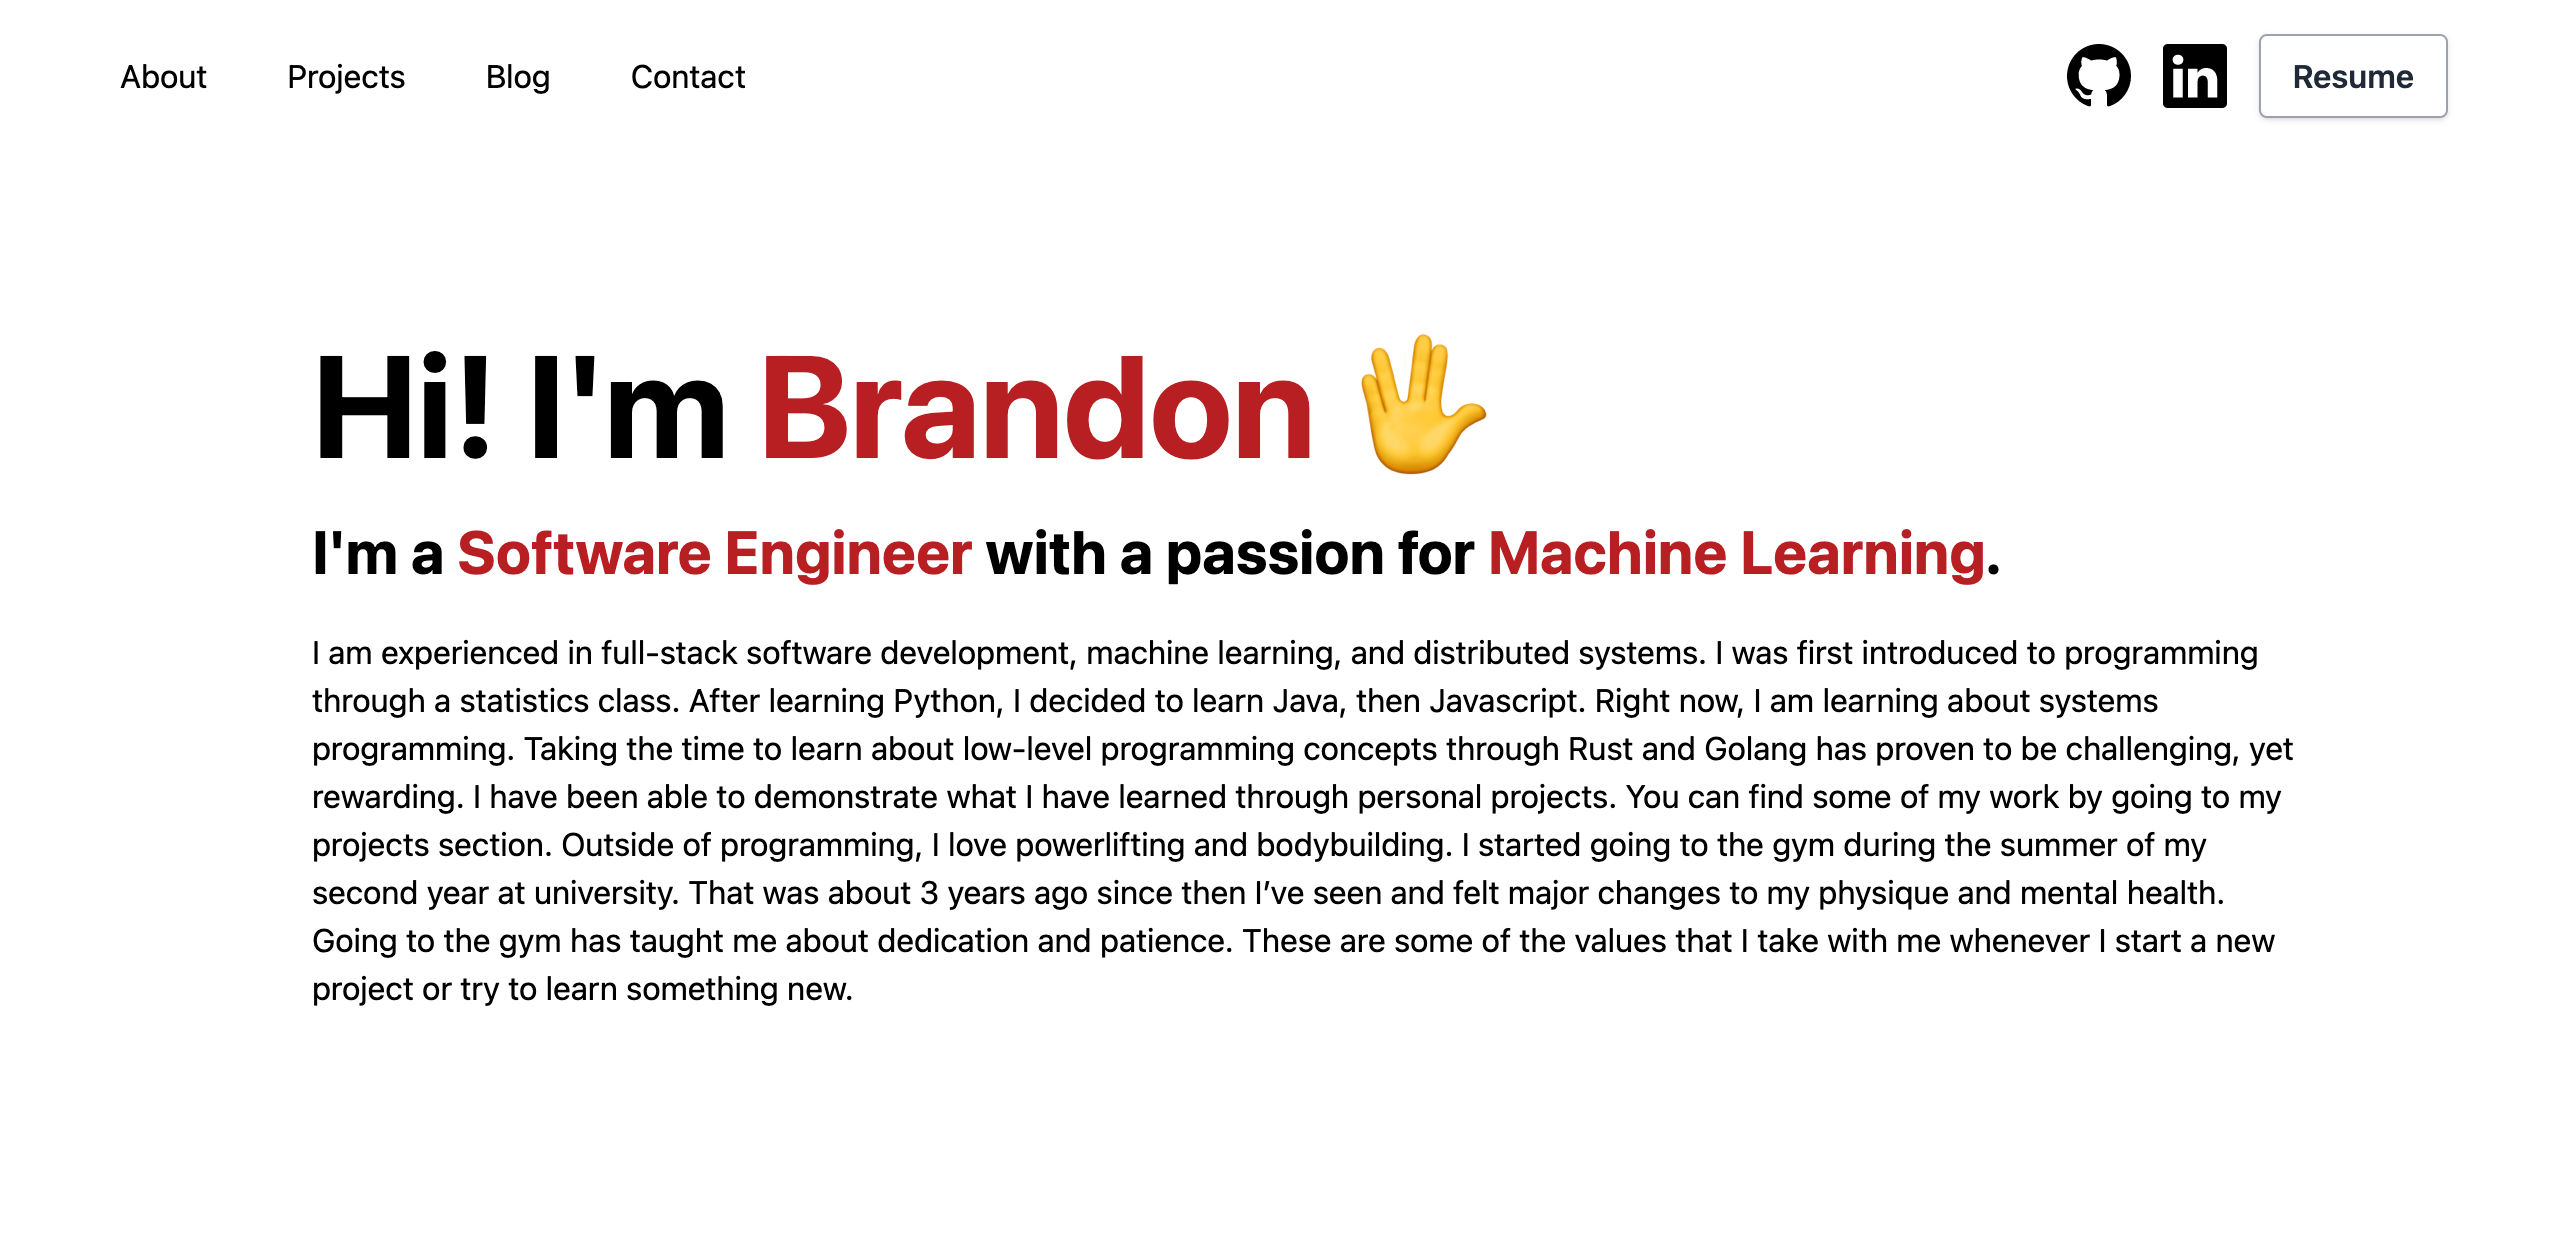 About
Projects
Blog
Contact
in
Resume
Hi! I'm Brandon 🖖
I'm a Software Engineer with a passion for Machine Learning.
I am experienced in full-stack software development, machine learning, and distributed systems. I was first introduced to programming
through a statistics class. After learning Python, I decided to learn Java, then Javascript. Right now, I am learning about systems
programming. Taking the time to learn about low-level programming concepts through Rust and Golang has proven to be challenging, yet
rewarding. I have been able to demonstrate what I have learned through personal projects. You can find some of my work by going to my
projects section. Outside of programming, I love powerlifting and bodybuilding. I started going to the gym during the summer of my
second year at university. That was about 3 years ago since then I’ve seen and felt major changes to my physique and mental health.
Going to the gym has taught me about dedication and patience. These are some of the values that I take with me whenever I start a new
project or try to learn something new.